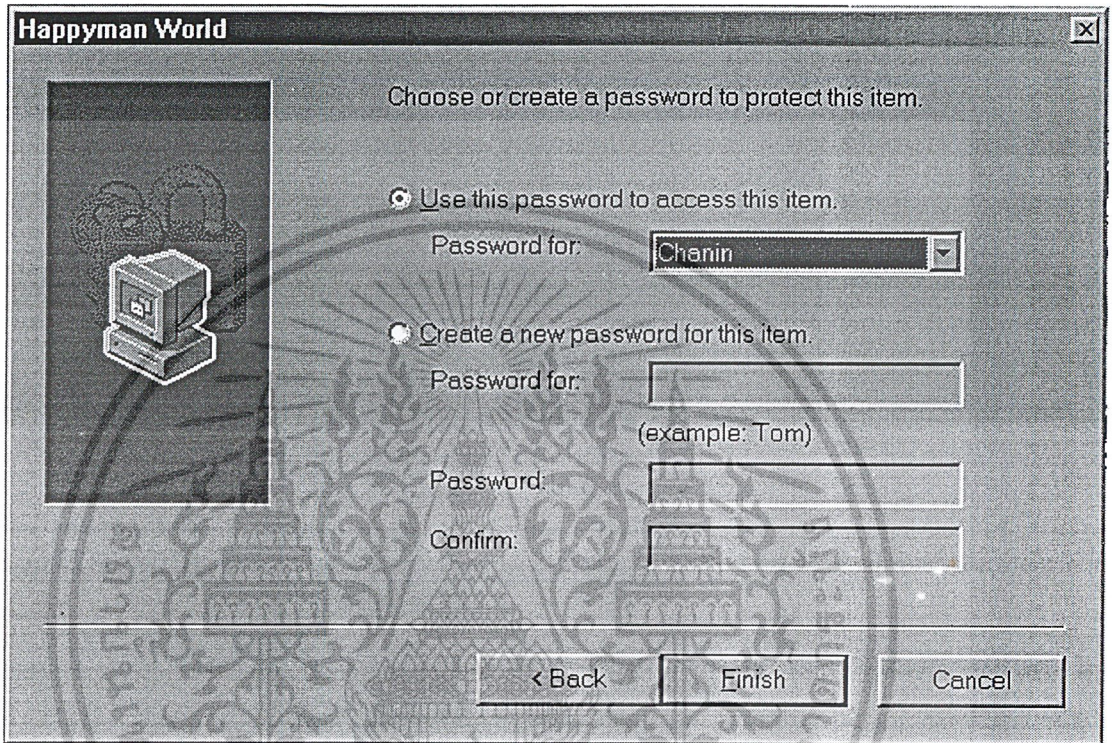 Happyman World
Choose or create a password to protect this item.
Use this password to access this item.
Password for:
Chanin
Create a new password for this item.
Password for:
(example: Tom)
Password:
Confirm:
< Back
Finish
Cancel